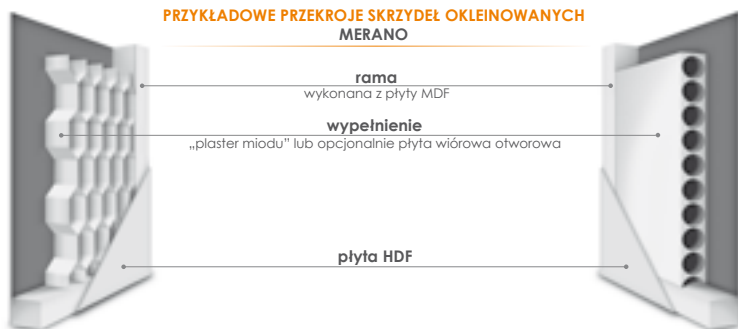 PRZYKŁADOWE PRZEKROJE SKRZYDEŁ OKLEINOWANYCH
MERANO
rama
wykonana z płyty MDF
wypełnienie
„plaster miodu” lub opcjonalnie płyta wiórowa otworowa
płyta HDF